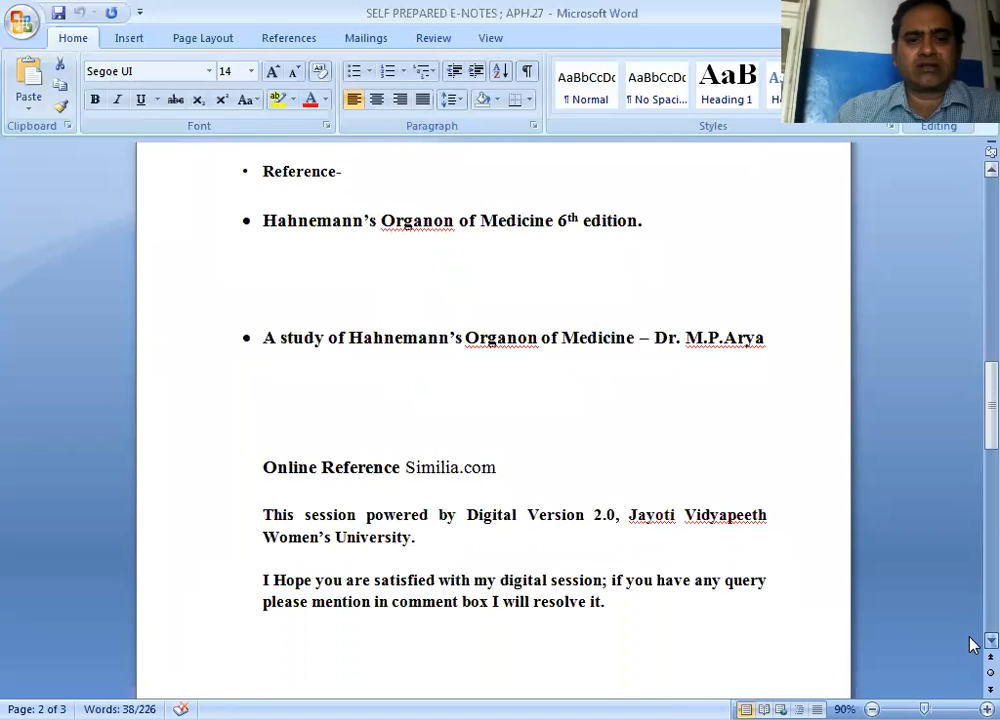 SELF PREPARED E-NOTES ; APH.27 - Microsoft Word
Home Insert Page Layout References Mailings Review View
Paste
Segoe UI 14
AaBbCcDc AaBbCcDc AaB
¶ Normal ¶ No Spaci... Heading 1
Clipboard Font Paragraph Styles Editing
• Reference-
• Hahnemann's Organon of Medicine 6th edition.
• A study of Hahnemann's Organon of Medicine – Dr. M.P.Arya
Online Reference Similia.com
This session powered by Digital Version 2.0, Jayoti Vidyapeeth
Women's University.
I Hope you are satisfied with my digital session; if you have any query
please mention in comment box I will resolve it.
Page: 2 of 3 Words: 38/226 90%